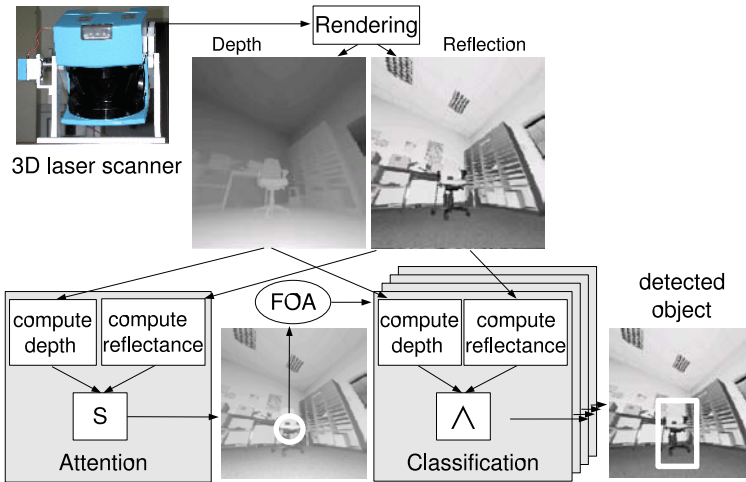 Rendering
Depth
Reflection
3D laser scanner
FOA
detected
object
compute
depth
compute
reflectance
compute
depth
compute
reflectance
S
∧
Attention
Classification